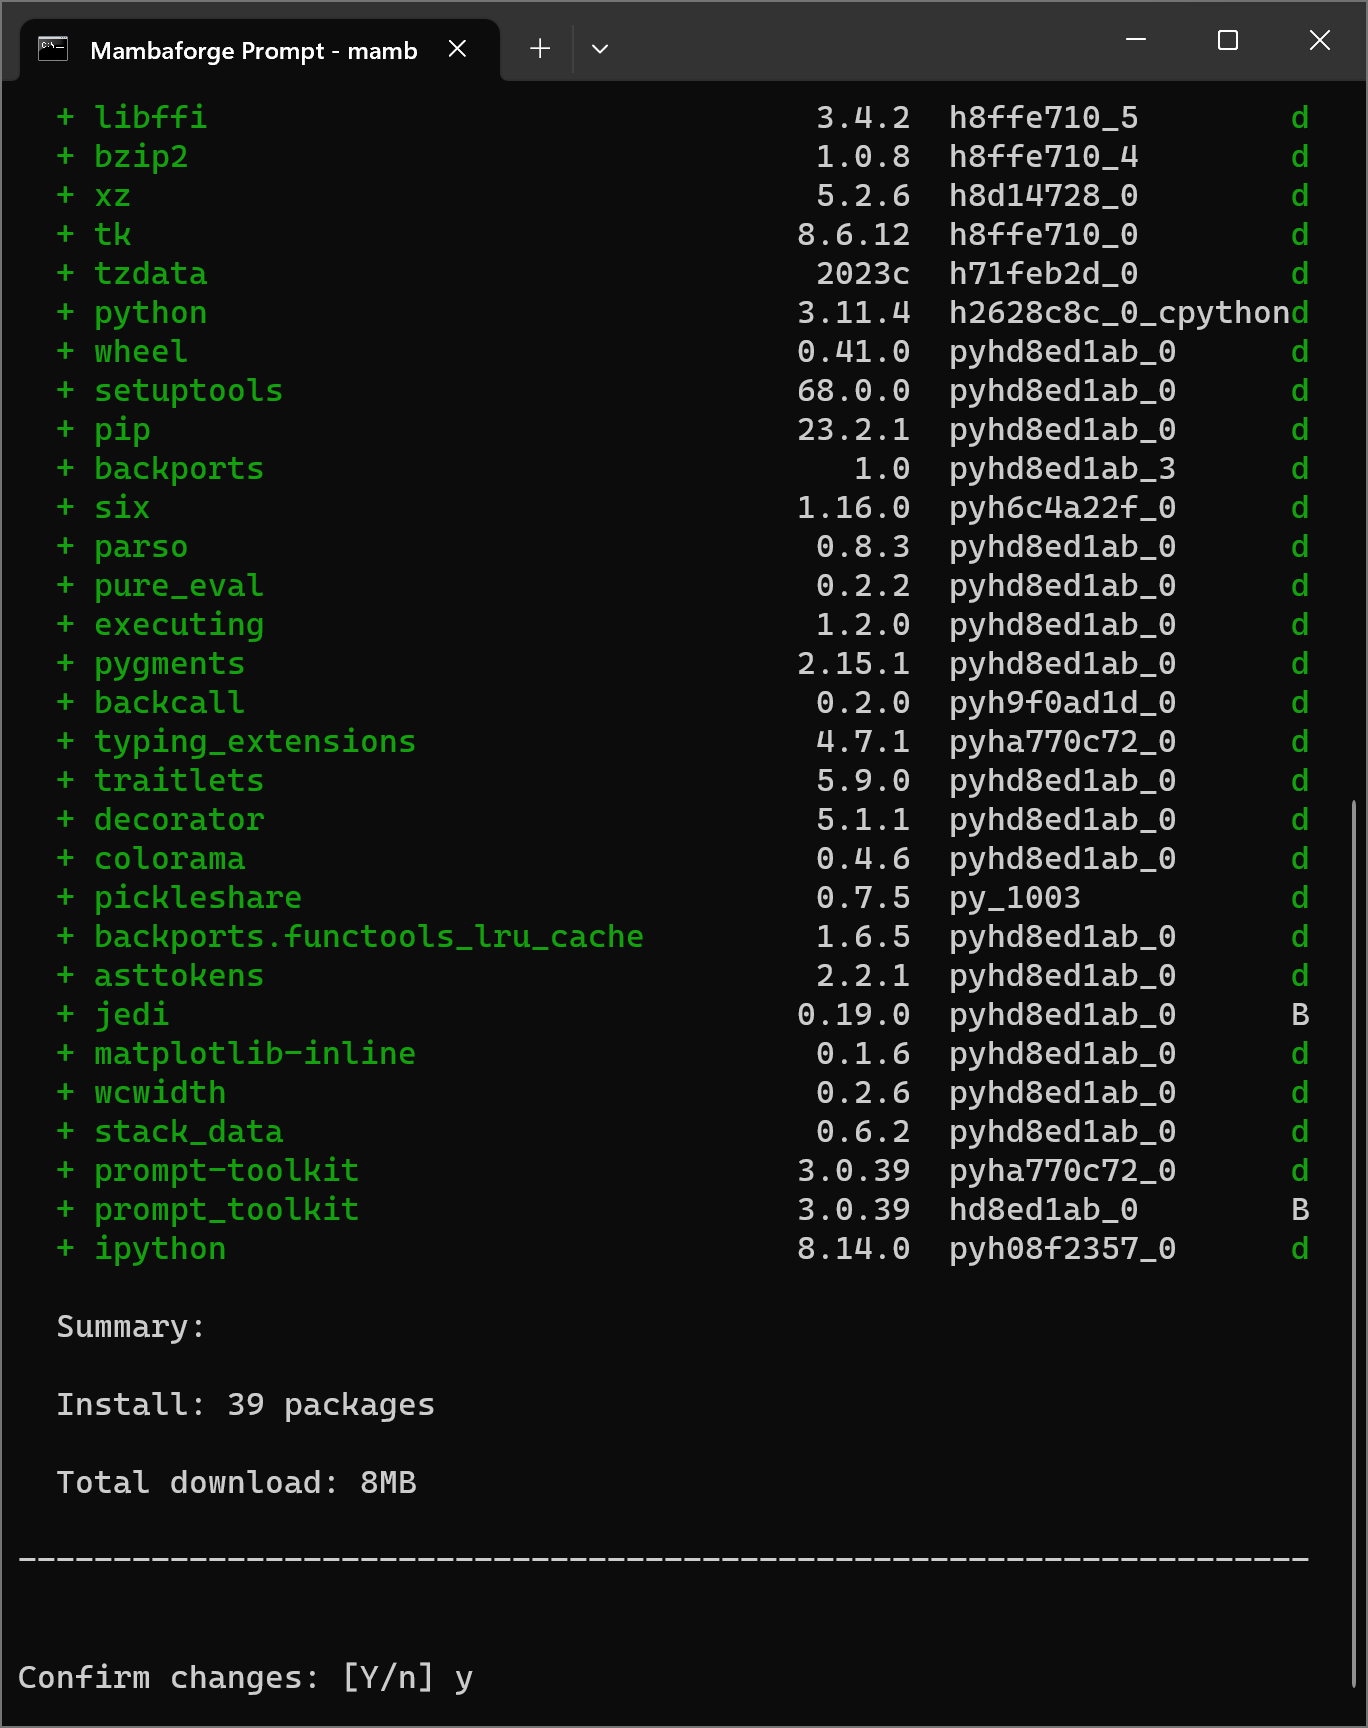 Mambaforge Prompt - mamb
+ libffi 3.4.2 h8ffe710_5 d
+ bzip2 1.0.8 h8ffe710_4 d
+ xz 5.2.6 h8d14728_0 d
+ tk 8.6.12 h8ffe710_0 d
+ tzdata 2023c h71feb2d_0 d
+ python 3.11.4 h2628c8c_0_cpythond
+ wheel 0.41.0 pyhd8ed1ab_0 d
+ setuptools 68.0.0 pyhd8ed1ab_0 d
+ pip 23.2.1 pyhd8ed1ab_0 d
+ backports 1.0 pyhd8ed1ab_3 d
+ six 1.16.0 pyh6c4a22f_0 d
+ parso 0.8.3 pyhd8ed1ab_0 d
+ pure_eval 0.2.2 pyhd8ed1ab_0 d
+ executing 1.2.0 pyhd8ed1ab_0 d
+ pygments 2.15.1 pyhd8ed1ab_0 d
+ backcall 0.2.0 pyh9f0ad1d_0 d
+ typing_extensions 4.7.1 pyha770c72_0 d
+ traitlets 5.9.0 pyhd8ed1ab_0 d
+ decorator 5.1.1 pyhd8ed1ab_0 d
+ colorama 0.4.6 pyhd8ed1ab_0 d
+ pickleshare 0.7.5 py_1003 d
+ backports.functools_lru_cache 1.6.5 pyhd8ed1ab_0 d
+ asttokens 2.2.1 pyhd8ed1ab_0 d
+ jedi 0.19.0 pyhd8ed1ab_0 B
+ matplotlib-inline 0.1.6 pyhd8ed1ab_0 d
+ wcwidth 0.2.6 pyhd8ed1ab_0 d
+ stack_data 0.6.2 pyhd8ed1ab_0 d
+ prompt-toolkit 3.0.39 pyha770c72_0 d
+ prompt_toolkit 3.0.39 hd8ed1ab_0 B
+ ipython 8.14.0 pyh08f2357_0 d
Summary:
Install: 39 packages
Total download: 8MB
────────────────────────────────────────────────────────────────────
Confirm changes: [Y/n] y